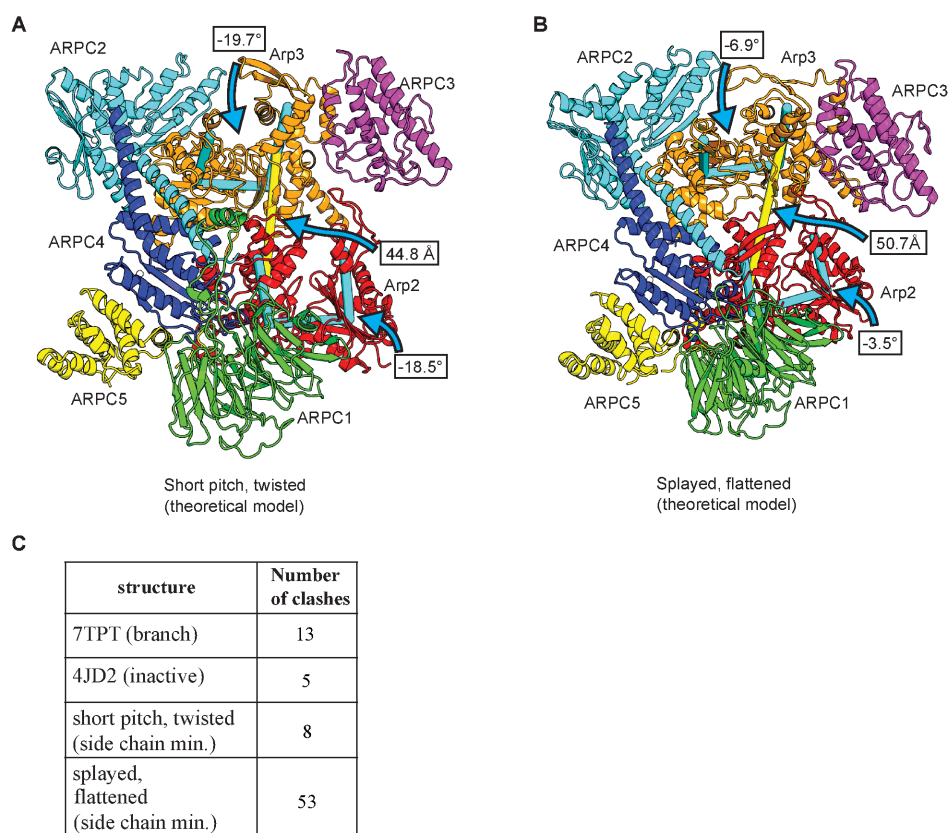 A
ARPC2
-19.7°
Arp3
ARPC3
ARPC4
44.8 Å
Arp2
-18.5°
ARPC5
ARPC1
Short pitch, twisted
(theoretical model)
B
ARPC2
-6.9°
Arp3
ARPC3
ARPC4
50.7Å
Arp2
-3.5°
ARPC5
ARPC1
Splayed, flattened
(theoretical model)
C
structure
Number
of clashes
7TPT (branch)
13
4JD2 (inactive)
5
short pitch, twisted
(side chain min.)
8
splayed,
flattened
(side chain min.)
53